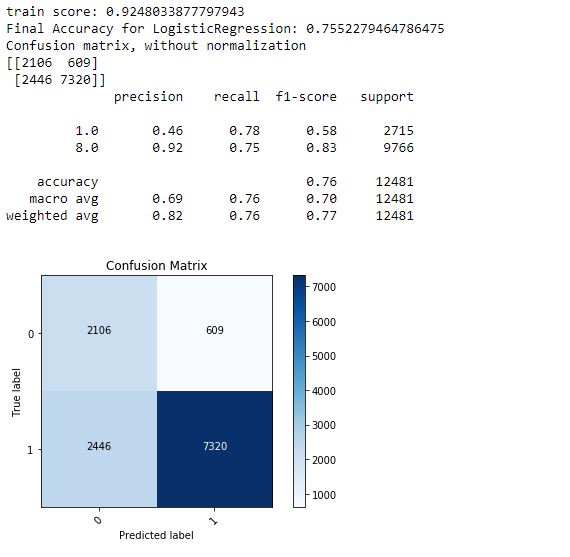 train score: 0.9248033877797943
Final Accuracy for LogisticRegression: 0.7552279464786475
Confusion matrix, without normalization
[[2106  609]
 [2446 7320]]
              precision    recall  f1-score   support

         1.0       0.46      0.78      0.58      2715
         8.0       0.92      0.75      0.83      9766

    accuracy                           0.76     12481
   macro avg       0.69      0.76      0.70     12481
weighted avg       0.82      0.76      0.77     12481

Confusion Matrix
7000
6000
5000
4000
3000
2000
1000
0 2106 609
True label
1 2446 7320
0 1
Predicted label